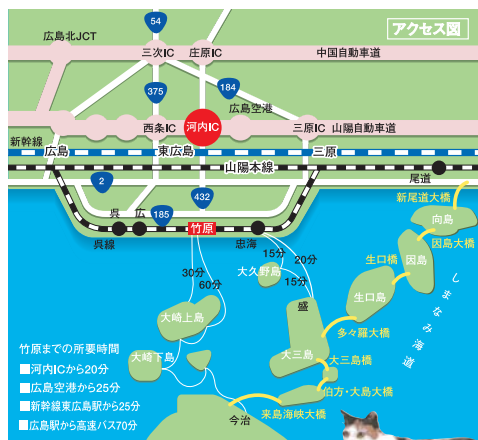 アクセス図
54
広島北JCT
三次IC
庄原IC
中国自動車道
375
184
広島空港
西条IC
河内IC
三原IC
山陽自動車道
新幹線
広島
東広島
三原
山陽本線
尾道
2
432
新尾道大橋
呉
広
185
竹原
忠海
向島
呉線
因島大橋
15分
20分
生口橋
因島
30分
60分
大久野島
15分
生口島
しまなみ海道
盛
大崎上島
多々羅大橋
竹原までの所要時間
大崎下島
大三島
大三島橋
■河内ICから20分
■広島空港から25分
伯方・大島大橋
■新幹線東広島駅から25分
今治
来島海峡大橋
■広島駅から高速バス70分